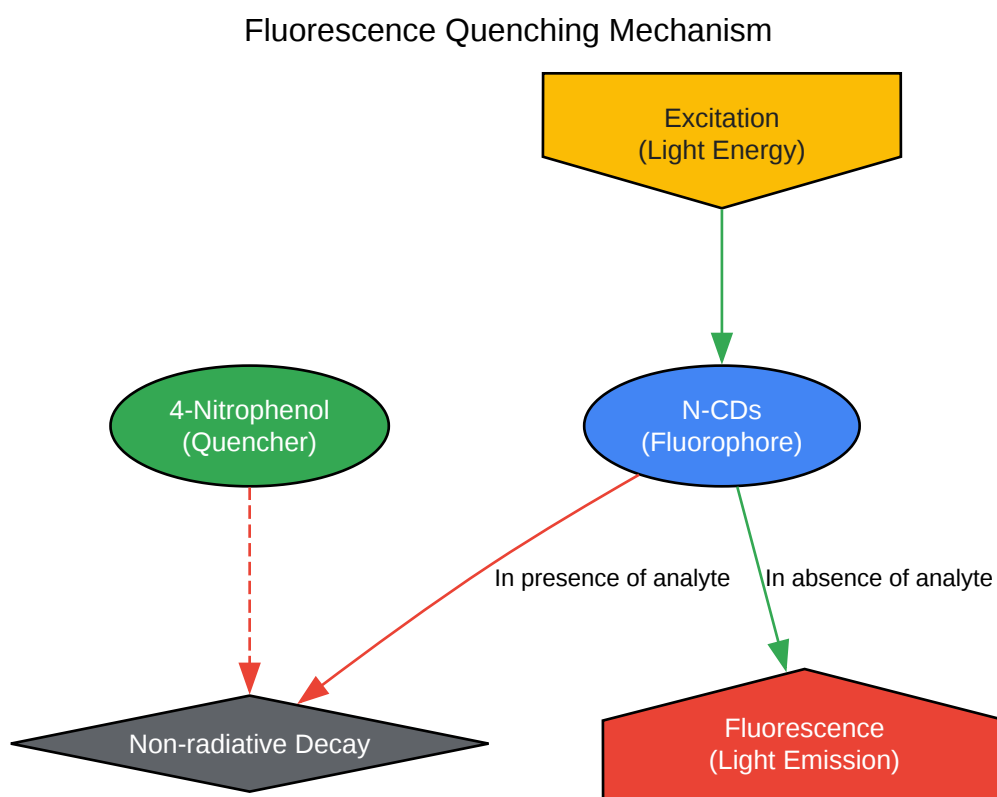 Fluorescence Quenching Mechanism
Excitation
(Light Energy)
4-Nitrophenol
(Quencher)
N-CDs
(Fluorophore)
In presence of analyte
In absence of analyte
Non-radiative Decay
Fluorescence
(Light Emission)